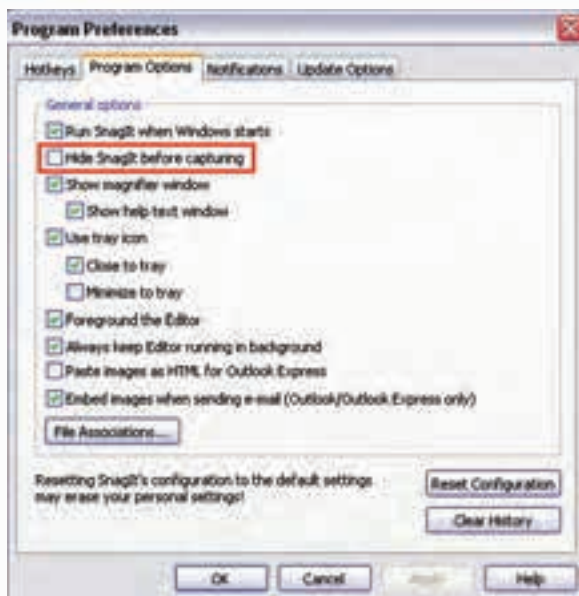 Program Preferences
Hotkeys Program Options Notifications Update Options
General options
Run SnagIt when Windows starts
Hide SnagIt before capturing
Show magnifier window
Show help text window
Use tray icon
Close to tray
Minimize to tray
Foreground the Editor
Always keep Editor running in background
Paste images as HTML for Outlook Express
Embed images when sending e-mail (Outlook/Outlook Express only)
File Associations...
Resetting SnagIt's configuration to the default settings
may erase your personal settings!
Reset Configuration
Clear History
OK Cancel Apply Help